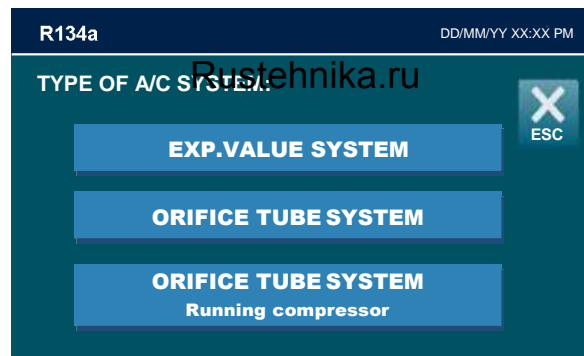 R134a
DD/MM/YY XX:XX PM
Rustehnika.ru
TYPE OF A/C SYSTEM:
ESC
EXP.VALUE SYSTEM
ORIFICE TUBE SYSTEM
ORIFICE TUBE SYSTEM
Running compressor